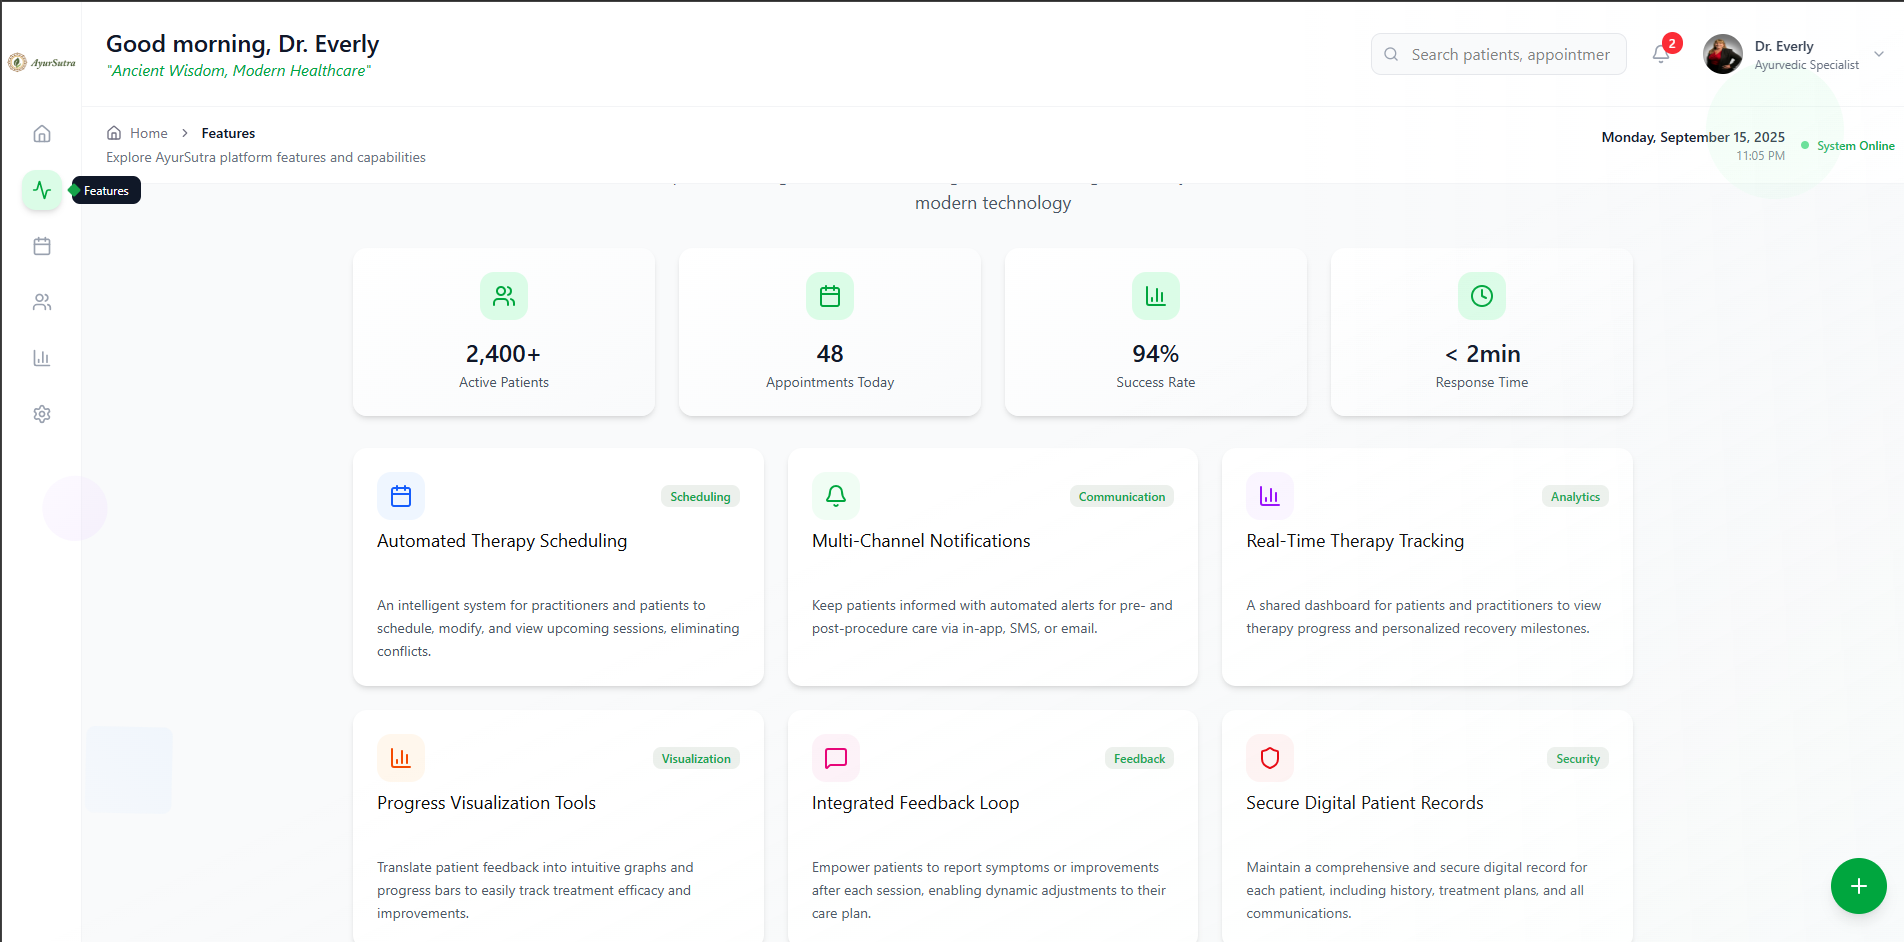 AyurSutra
Good morning, Dr. Everly
"Ancient Wisdom, Modern Healthcare"
Search patients, appointmer
2
Dr. Everly
Ayurvedic Specialist
Home > Features
Explore AyurSutra platform features and capabilities
Monday, September 15, 2025
11:05 PM
System Online
Features
modern technology
2,400+
Active Patients
48
Appointments Today
94%
Success Rate
< 2min
Response Time
Scheduling
Automated Therapy Scheduling
An intelligent system for practitioners and patients to
schedule, modify, and view upcoming sessions, eliminating
conflicts.
Communication
Multi-Channel Notifications
Keep patients informed with automated alerts for pre- and
post-procedure care via in-app, SMS, or email.
Analytics
Real-Time Therapy Tracking
A shared dashboard for patients and practitioners to view
therapy progress and personalized recovery milestones.
Visualization
Progress Visualization Tools
Translate patient feedback into intuitive graphs and
progress bars to easily track treatment efficacy and
improvements.
Feedback
Integrated Feedback Loop
Empower patients to report symptoms or improvements
after each session, enabling dynamic adjustments to their
care plan.
Security
Secure Digital Patient Records
Maintain a comprehensive and secure digital record for
each patient, including history, treatment plans, and all
communications.